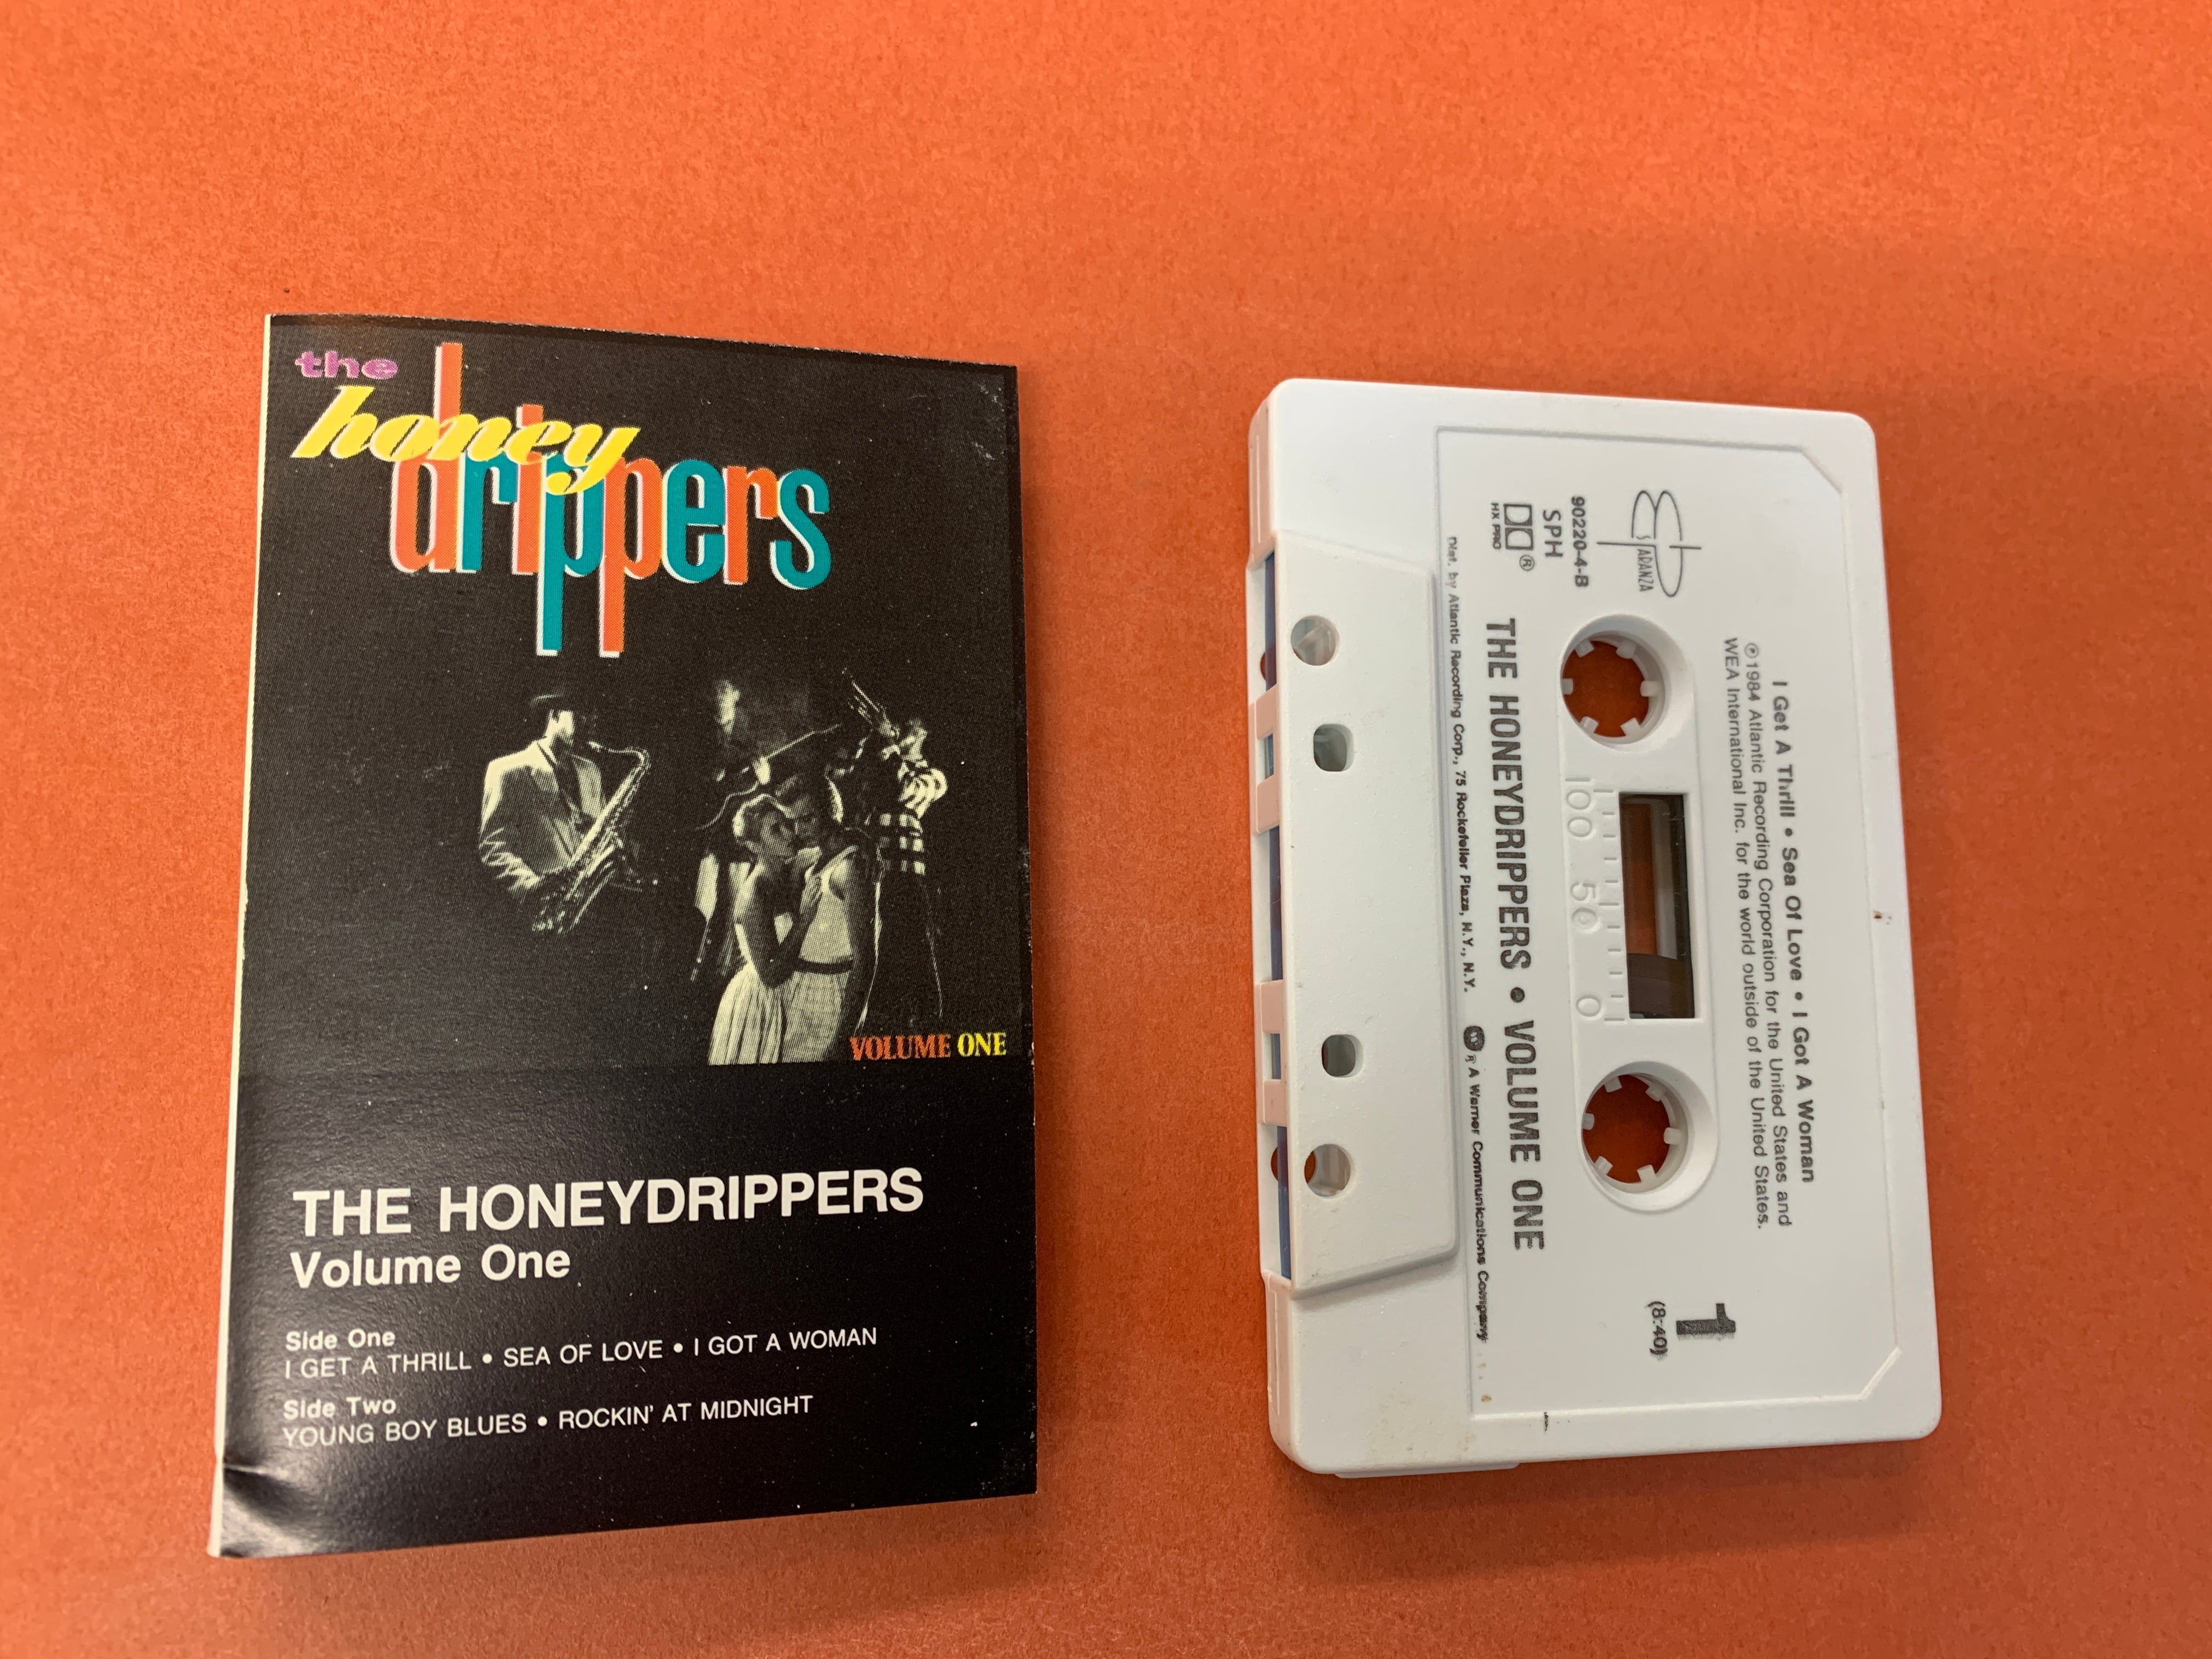 the
honey
drippers
VOLUME ONE
THE HONEYDRIPPERS
Volume One
Side One
I GET A THRILL • SEA OF LOVE • I GOT A WOMAN
Side Two
YOUNG BOY BLUES • ROCKIN' AT MIDNIGHT
I Get A Thrill • Sea Of Love • I Got A Woman
℗1984 Atlantic Recording Corporation for the United States and
WEA International Inc. for the world outside of the United States.
ES PARANZA
90220-4-B
SPH
®
HX PRO
100 50 0
1
(8:40)
THE HONEYDRIPPERS • VOLUME ONE
Dist. by Atlantic Recording Corp., 75 Rockefeller Plaza, N.Y., N.Y. ® A Warner Communications Company